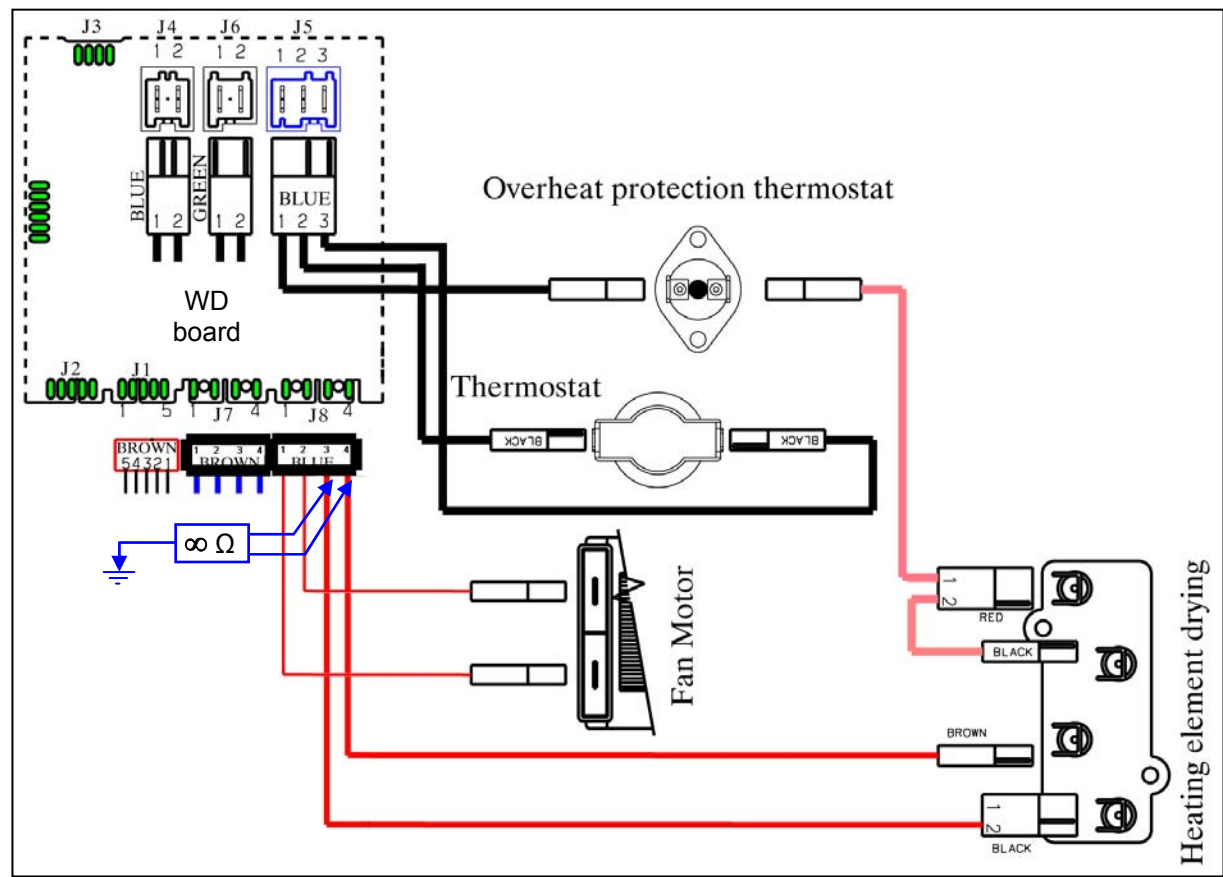 J3 J4 J6 J5
1 2 1 2 1 2 3
BLUE GREEN BLUE
1 2 1 2 1 2 3
Overheat protection thermostat
WD
board
J2 J1
1 5 1 J7 4 1 J8 4
Thermostat
BLACK BLACK
BROWN 1 2 3 4 1 2 3 4
54321 BROWN BLUE
∞ Ω
Fan Motor
1
2
RED
BLACK
BROWN
1
2
BLACK
Heating element drying